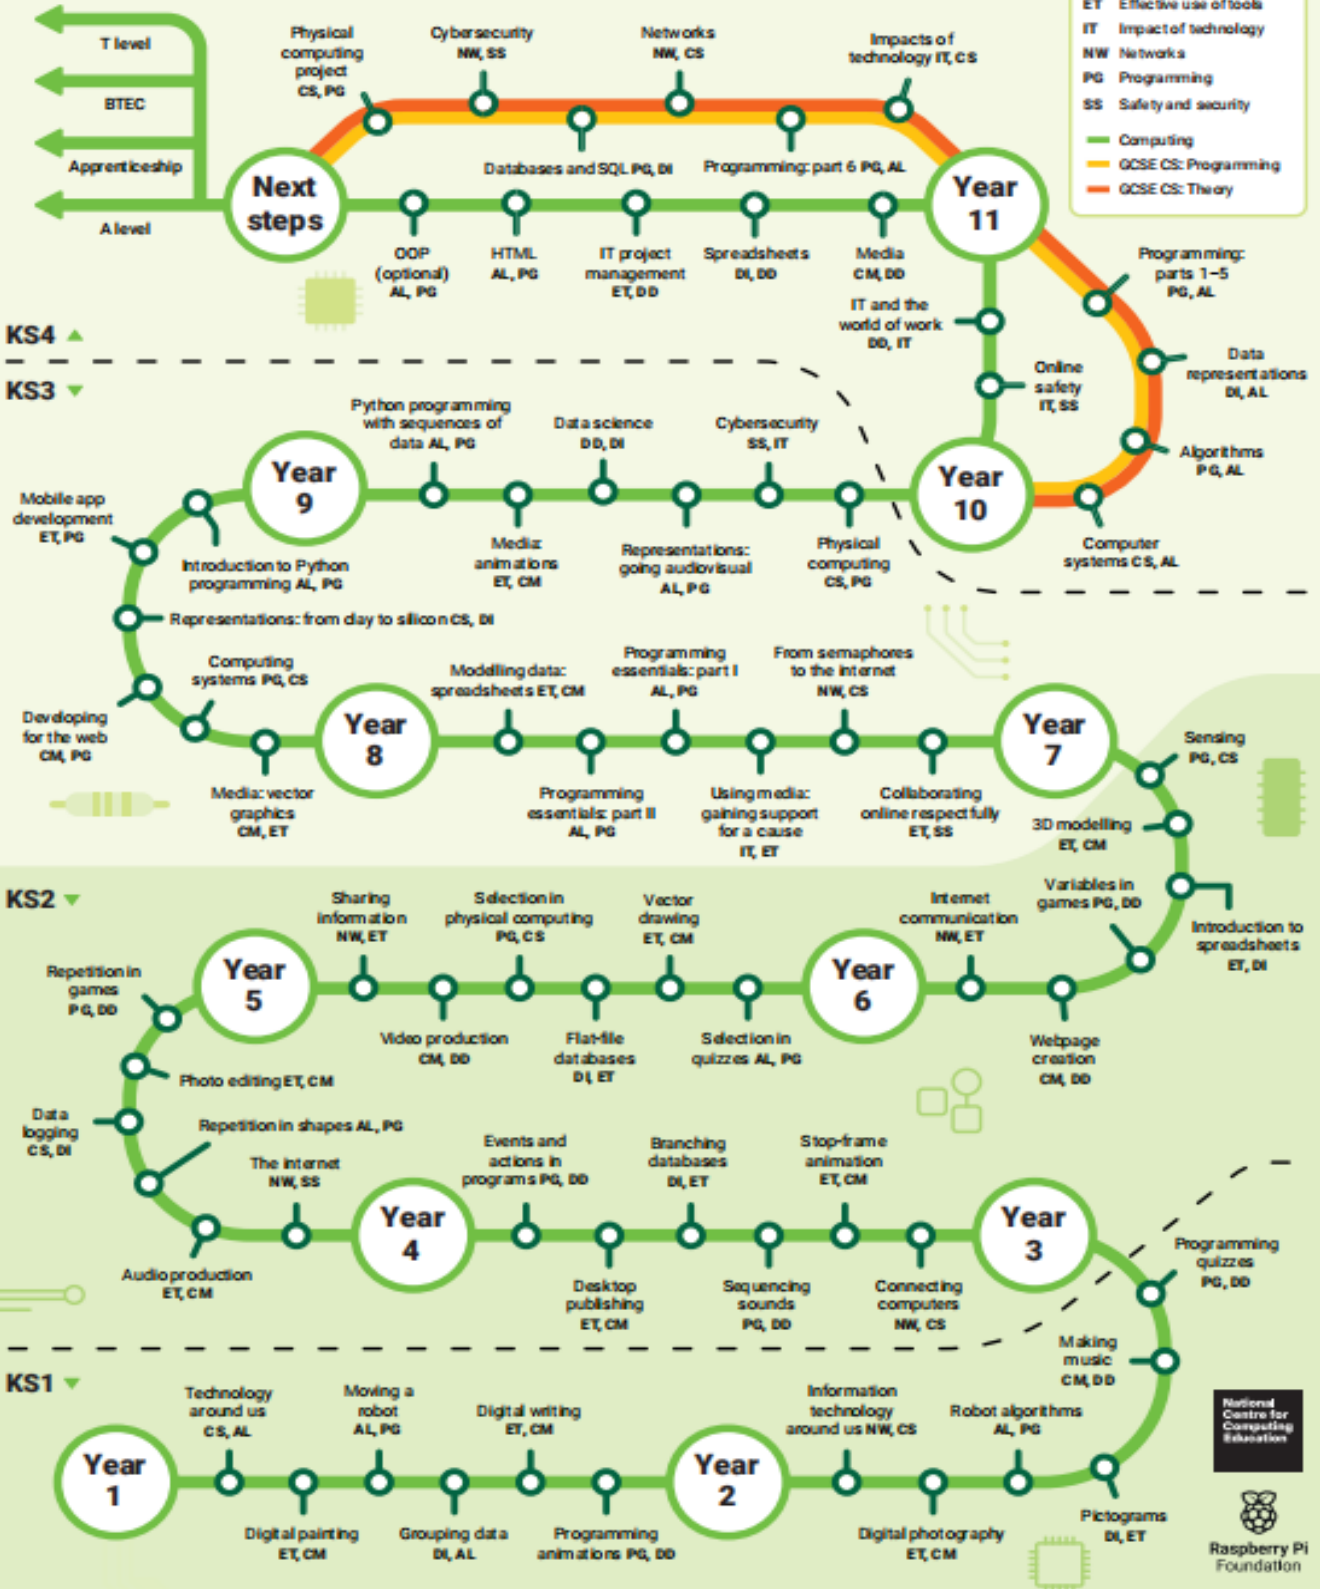 ET Effective use of tools
IT Impact of technology
NW Networks
PG Programming
SS Safety and security
Computing
GCSE CS: Programming
GCSE CS: Theory
T level
BTEC
Apprenticeship
A level
Next
steps
Physical
computing
project
CS, PG
Cybersecurity
NW, SS
Networks
NW, CS
Impacts of
technology IT, CS
Databases and SQL PG, DI
Programming: part 6 PG, AL
Year
11
OOP
(optional)
AL, PG
HTML
AL, PG
IT project
management
ET, DD
Spreadsheets
DI, DD
Media
CM, DD
IT and the
world of work
DD, IT
Online
safety
IT, SS
Programming:
parts 1–5
PG, AL
Data
representations
DI, AL
Algorithms
PG, AL
Computer
systems CS, AL
KS4
KS3
Year
10
Python programming
with sequences of
data AL, PG
Data science
DD, DI
Cybersecurity
SS, IT
Year
9
Media:
animations
ET, CM
Representations:
going audiovisual
AL, PG
Physical
computing
CS, PG
Mobile app
development
ET, PG
Introduction to Python
programming AL, PG
Representations: from clay to silicon CS, DI
Computing
systems PG, CS
Developing
for the web
CM, PG
Media: vector
graphics
CM, ET
Year
8
Modelling data:
spreadsheets ET, CM
Programming
essentials: part I
AL, PG
From semaphores
to the internet
NW, CS
Programming
essentials: part II
AL, PG
Using media:
gaining support
for a cause
IT, ET
Collaborating
online respectfully
ET, SS
Year
7
Sensing
PG, CS
3D modelling
ET, CM
Variables in
games PG, DD
Introduction to
spreadsheets
ET, DI
KS2
Sharing
information
NW, ET
Selection in
physical computing
PG, CS
Vector
drawing
ET, CM
Internet
communication
NW, ET
Year
5
Year
6
Video production
CM, DD
Flat-file
databases
DI, ET
Selection in
quizzes AL, PG
Webpage
creation
CM, DD
Repetition in
games
PG, DD
Photo editing ET, CM
Data
logging
CS, DI
Repetition in shapes AL, PG
The internet
NW, SS
Audio production
ET, CM
Year
4
Events and
actions in
programs PG, DD
Branching
databases
DI, ET
Stop-frame
animation
ET, CM
Desktop
publishing
ET, CM
Sequencing
sounds
PG, DD
Connecting
computers
NW, CS
Year
3
Programming
quizzes
PG, DD
Making
music
CM, DD
KS1
Technology
around us
CS, AL
Moving a
robot
AL, PG
Digital writing
ET, CM
Information
technology
around us NW, CS
Robot algorithms
AL, PG
Year
1
Year
2
Digital painting
ET, CM
Grouping data
DI, AL
Programming
animations PG, DD
Digital photography
ET, CM
Pictograms
DI, ET
National
Centre for
Computing
Education
Raspberry Pi
Foundation